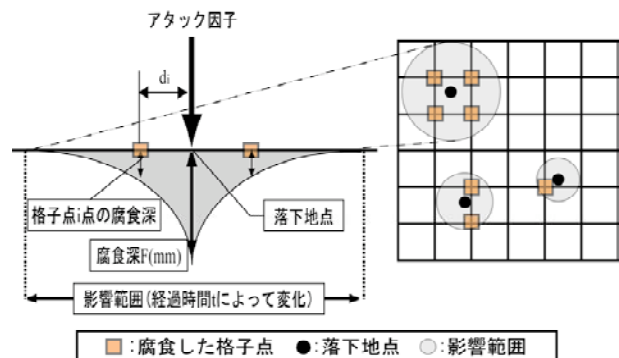 アタック因子
di
格子点i点の腐食深
落下地点
腐食深F(mm)
影響範囲(経過時間tによって変化)
:腐食した格子点 :落下地点 :影響範囲